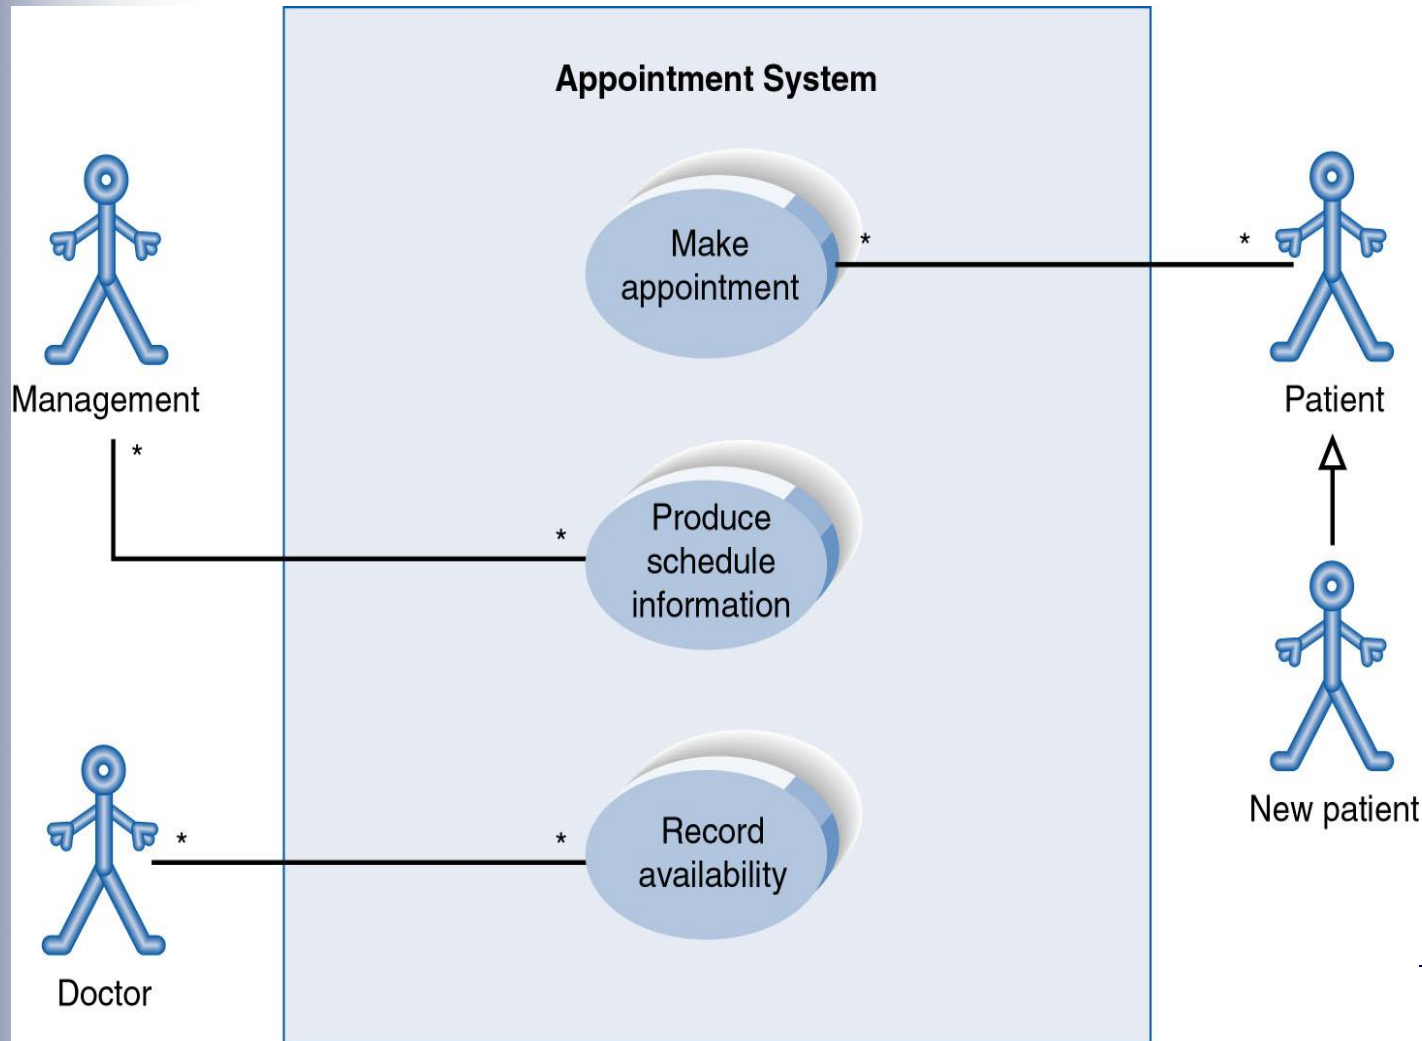 Appointment System
Make
appointment
*
*
Management
Patient
*
*
Produce
schedule
information
New patient
*
*
Record
availability
Doctor